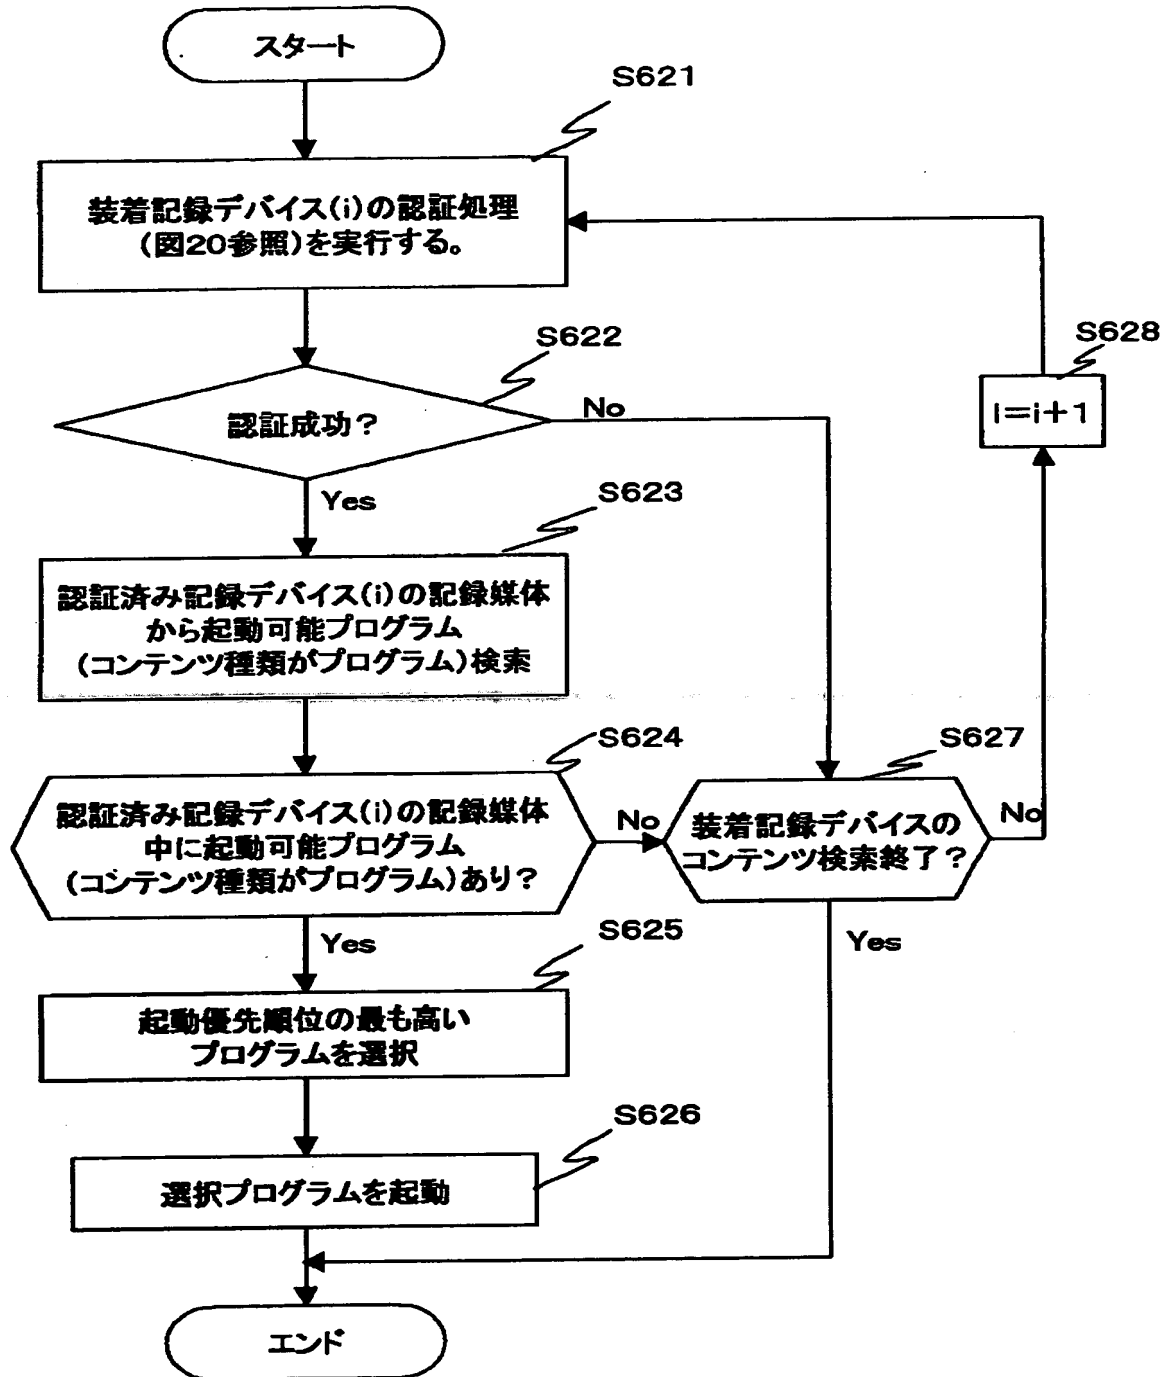 スタート
S621
装着記録デバイス(i)の認証処理
(図20参照)を実行する。
S622
認証成功?
No
Yes
S628
i=i+1
S623
認証済み記録デバイス(i)の記録媒体
から起動可能プログラム
(コンテンツ種類がプログラム)検索
S624
認証済み記録デバイス(i)の記録媒体
中に起動可能プログラム
(コンテンツ種類がプログラム)あり?
No
Yes
S627
装着記録デバイスの
コンテンツ検索終了?
No
Yes
S625
起動優先順位の最も高い
プログラムを選択
S626
選択プログラムを起動
エンド